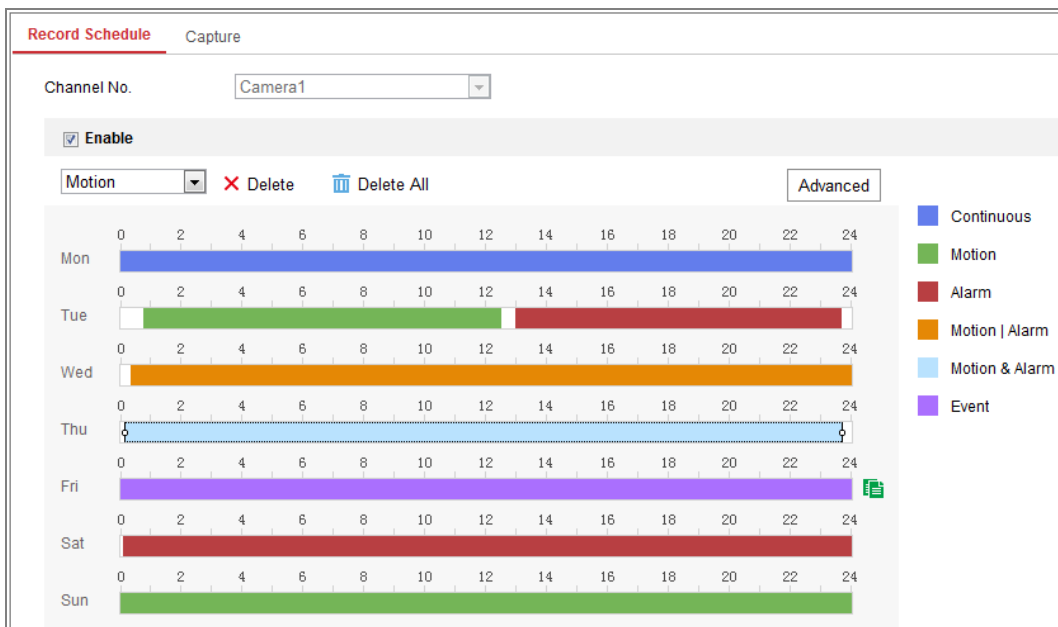 Record Schedule Capture
Channel No. Camera1
Enable
Motion Delete Delete All Advanced
0 2 4 6 8 10 12 14 16 18 20 22 24
Mon
0 2 4 6 8 10 12 14 16 18 20 22 24
Tue
0 2 4 6 8 10 12 14 16 18 20 22 24
Wed
0 2 4 6 8 10 12 14 16 18 20 22 24
Thu
0 2 4 6 8 10 12 14 16 18 20 22 24
Fri
0 2 4 6 8 10 12 14 16 18 20 22 24
Sat
0 2 4 6 8 10 12 14 16 18 20 22 24
Sun
Continuous
Motion
Alarm
Motion | Alarm
Motion & Alarm
Event